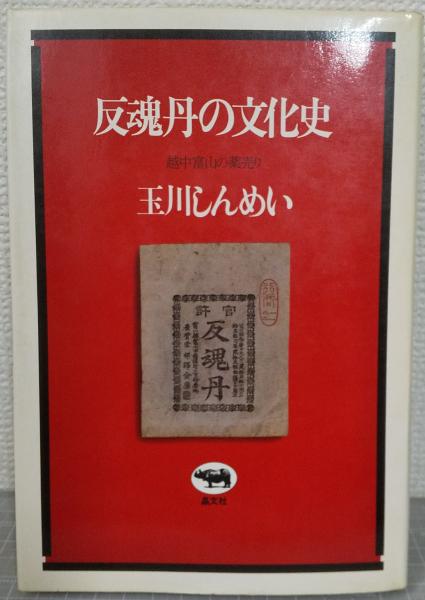 反魂丹の文化史
越中富山の薬売り
玉川しんめい
官許
反魂丹
晶文社